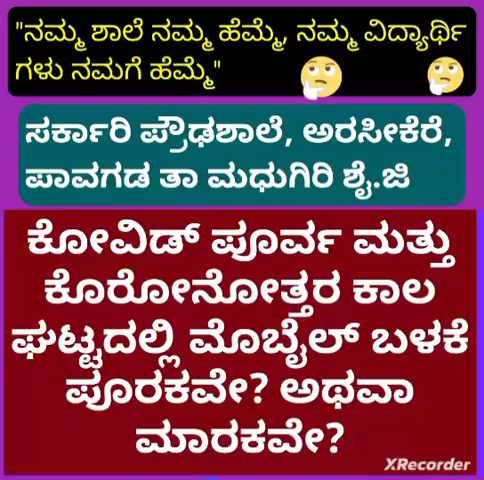 "ನಮ್ಮ ಶಾಲೆ ನಮ್ಮ ಹೆಮ್ಮೆ, ನಮ್ಮ ವಿದ್ಯಾರ್ಥಿ
ಗಳು ನಮಗೆ ಹೆಮ್ಮೆ"
ಸರ್ಕಾರಿ ಪ್ರೌಢಶಾಲೆ, ಅರಸೀಕೆರೆ,
ಪಾವಗಡ ತಾ ಮಧುಗಿರಿ ಶೈ.ಜಿ
ಕೋವಿಡ್ ಪೂರ್ವ ಮತ್ತು
ಕೊರೋನೋತ್ತರ ಕಾಲ
ಘಟ್ಟದಲ್ಲಿ ಮೊಬೈಲ್ ಬಳಕೆ
ಪೂರಕವೇ? ಅಥವಾ
ಮಾರಕವೇ?
XRecorder